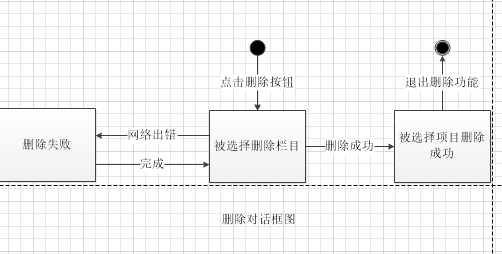 点击删除按钮
退出删除功能
删除失败
网络出错
完成
被选择删除栏目
删除成功
被选择项目删除
成功
删除对话框图